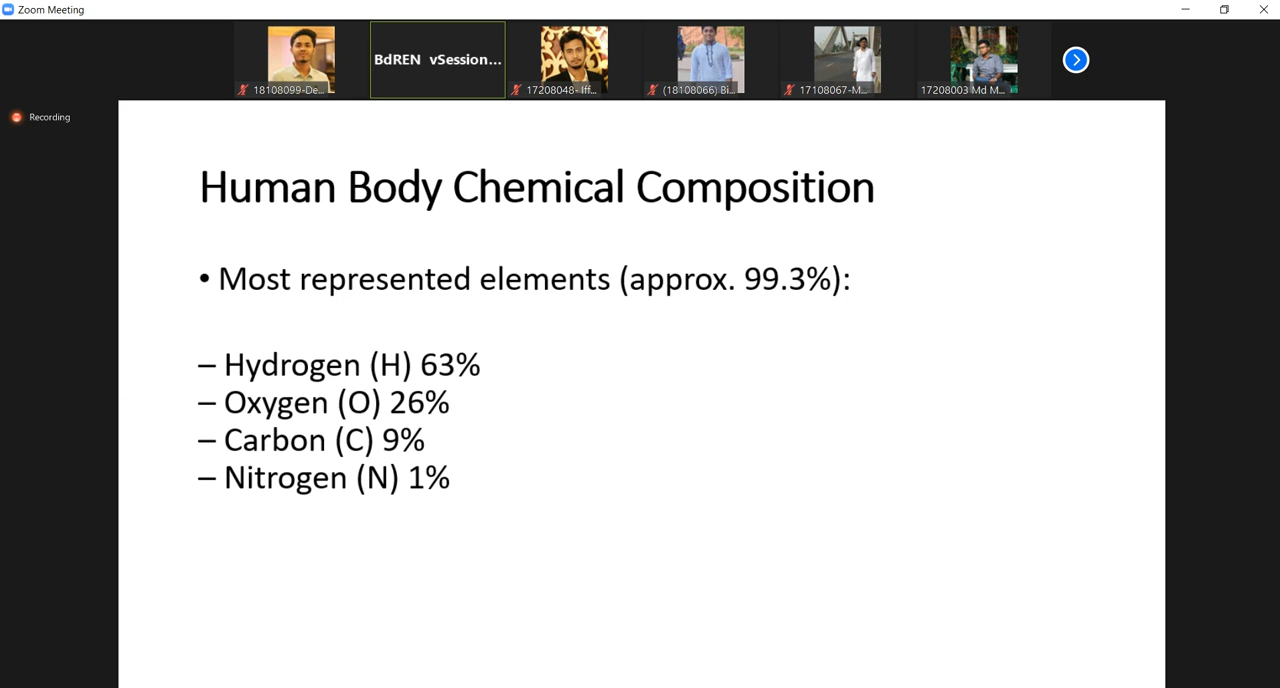 Zoom Meeting
18108099-De...
BdREN vSession...
17208048- Iff...
(18108066) Bi...
17108067-M...
17208003 Md M...
Recording
Human Body Chemical Composition
• Most represented elements (approx. 99.3%):
– Hydrogen (H) 63%
– Oxygen (O) 26%
– Carbon (C) 9%
– Nitrogen (N) 1%